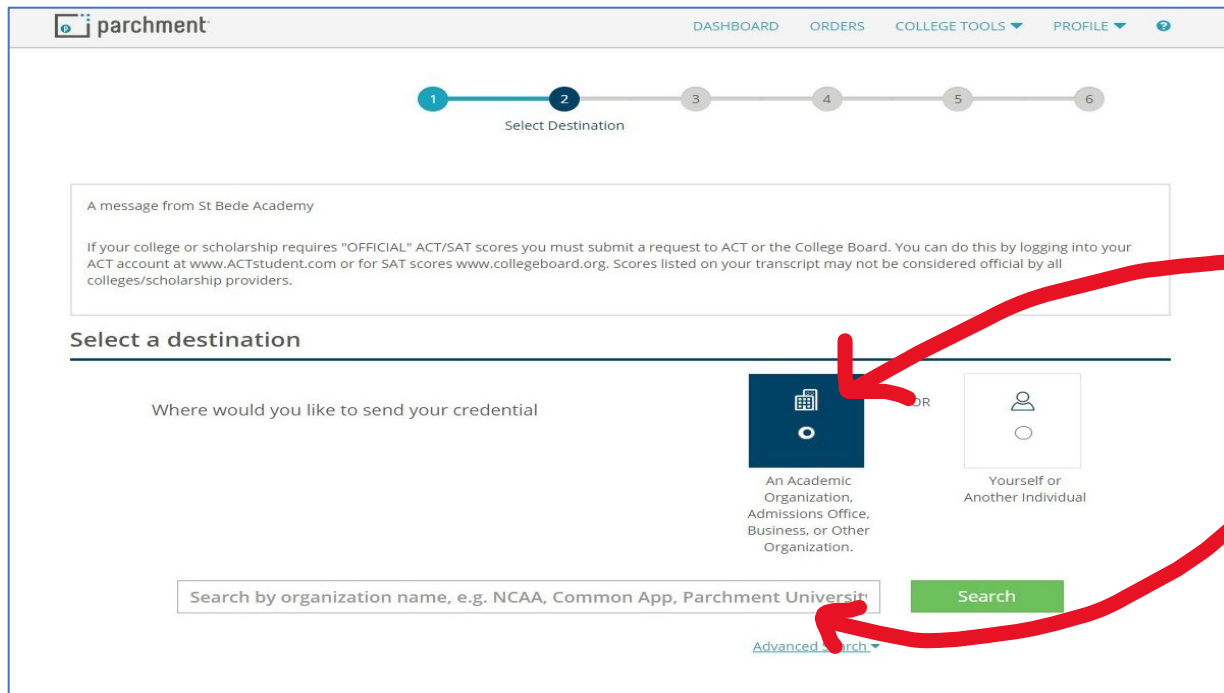 parchment
DASHBOARD ORDERS COLLEGE TOOLS PROFILE ?
1 2 3 4 5 6
Select Destination
A message from St Bede Academy
If your college or scholarship requires "OFFICIAL" ACT/SAT scores you must submit a request to ACT or the College Board. You can do this by logging into your
ACT account at www.ACTstudent.com or for SAT scores www.collegeboard.org. Scores listed on your transcript may not be considered official by all
colleges/scholarship providers.
Select a destination
Where would you like to send your credential
OR
An Academic
Organization,
Admissions Office,
Business, or Other
Organization.
Yourself or
Another Individual
Search by organization name, e.g. NCAA, Common App, Parchment University
Search
Advanced Search